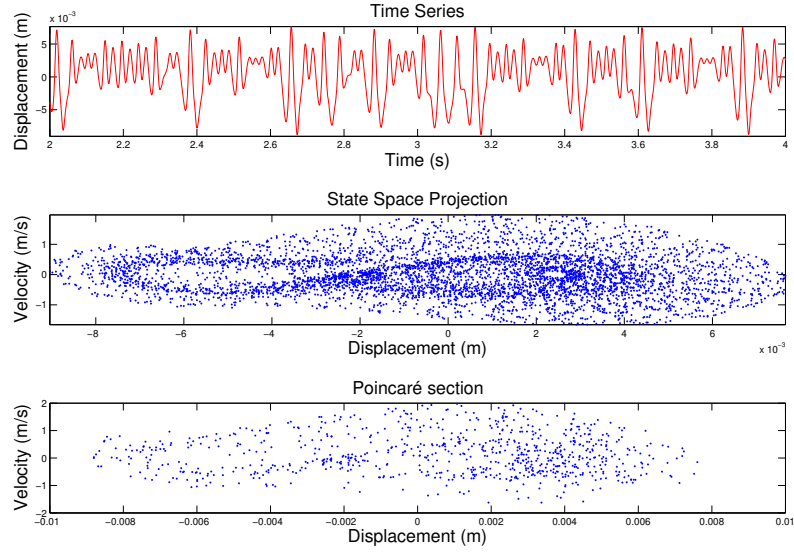 Time Series
x 10⁻³
Displacement (m)
5
0
−5
2 2.2 2.4 2.6 2.8 3 3.2 3.4 3.6 3.8 4
Time (s)
State Space Projection
Velocity (m/s)
1
0
−1
−8 −6 −4 −2 0 2 4 6
x 10⁻³
Displacement (m)
Poincaré section
Velocity (m/s)
2
1
0
−1
−2
−0.01 −0.008 −0.006 −0.004 −0.002 0 0.002 0.004 0.006 0.008 0.01
Displacement (m)